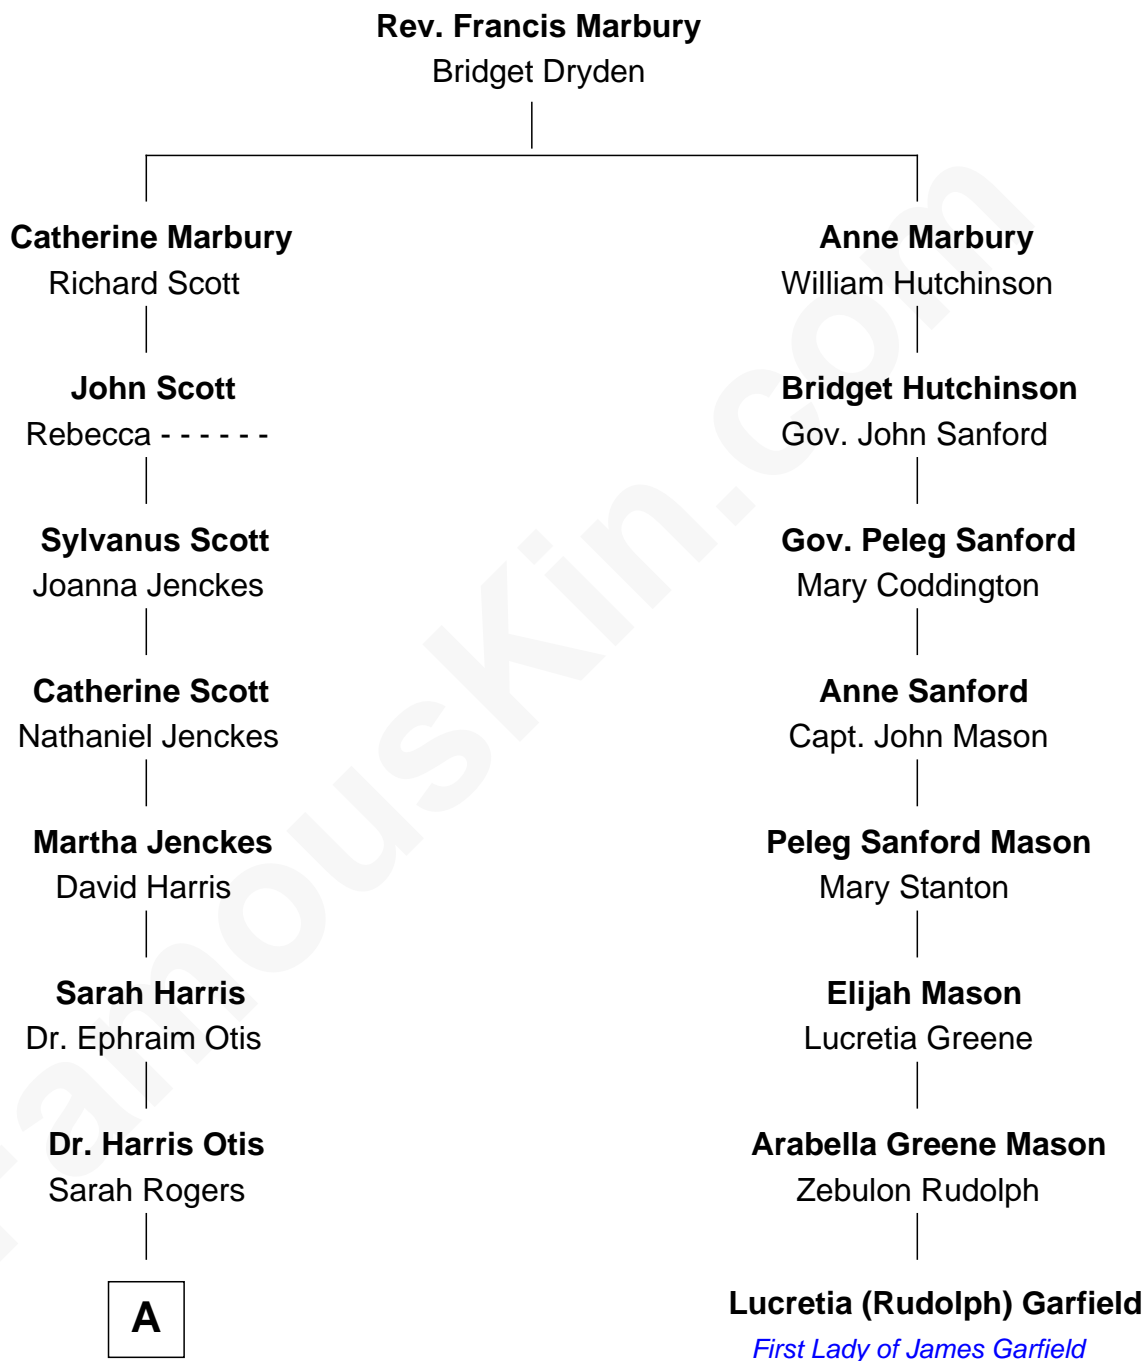 Rev. Francis Marbury
Bridget Dryden
Catherine Marbury
Richard Scott
Anne Marbury
William Hutchinson
John Scott
Rebecca - - - - - -
Bridget Hutchinson
Gov. John Sanford
Sylvanus Scott
Joanna Jenckes
Gov. Peleg Sanford
Mary Coddington
Catherine Scott
Nathaniel Jenckes
Anne Sanford
Capt. John Mason
Martha Jenckes
David Harris
Peleg Sanford Mason
Mary Stanton
Sarah Harris
Dr. Ephraim Otis
Elijah Mason
Lucretia Greene
Dr. Harris Otis
Sarah Rogers
Arabella Greene Mason
Zebulon Rudolph
A
Lucretia (Rudolph) Garfield
First Lady of James Garfield
FamousKin.com